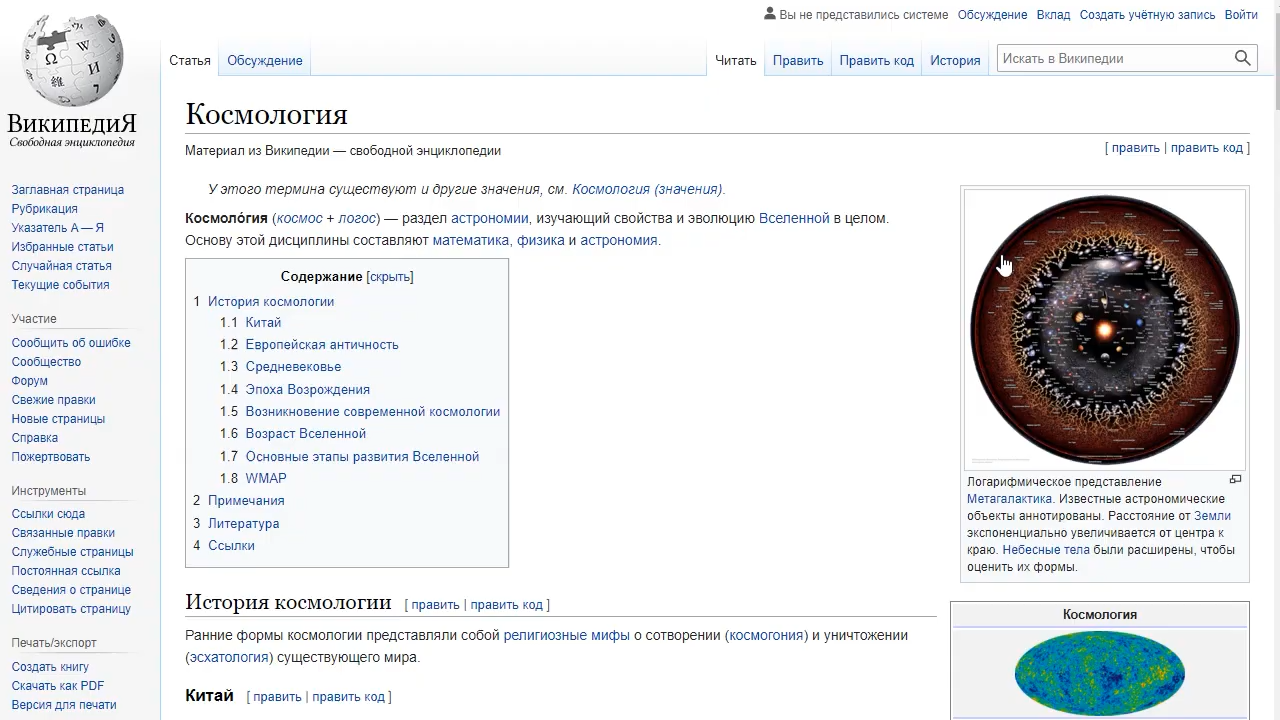 Вы не представились системе Обсуждение Вклад Создать учётную запись Войти
Статья Обсуждение Читать Править Править код История Искать в Википедии
ВикипедиЯ
Свободная энциклопедия
Заглавная страница
Рубрикация
Указатель А — Я
Избранные статьи
Случайная статья
Текущие события
Участие
Сообщить об ошибке
Сообщество
Форум
Свежие правки
Новые страницы
Справка
Пожертвовать
Инструменты
Ссылки сюда
Связанные правки
Служебные страницы
Постоянная ссылка
Сведения о странице
Цитировать страницу
Печать/экспорт
Создать книгу
Скачать как PDF
Версия для печати
Космология
Материал из Википедии — свободной энциклопедии
[ править | править код ]
У этого термина существуют и другие значения, см. Космология (значения).
Космоло́гия (космос + логос) — раздел астрономии, изучающий свойства и эволюцию Вселенной в целом.
Основу этой дисциплины составляют математика, физика и астрономия.
Содержание [скрыть]
1 История космологии
1.1 Китай
1.2 Европейская античность
1.3 Средневековье
1.4 Эпоха Возрождения
1.5 Возникновение современной космологии
1.6 Возраст Вселенной
1.7 Основные этапы развития Вселенной
1.8 WMAP
2 Примечания
3 Литература
4 Ссылки
История космологии [ править | править код ]
Ранние формы космологии представляли собой религиозные мифы о сотворении (космогония) и уничтожении
(эсхатология) существующего мира.
Китай [ править | править код ]
Логарифмическое представление
Метагалактика. Известные астрономические
объекты аннотированы. Расстояние от Земли
экспоненциально увеличивается от центра к
краю. Небесные тела были расширены, чтобы
оценить их формы.
Космология